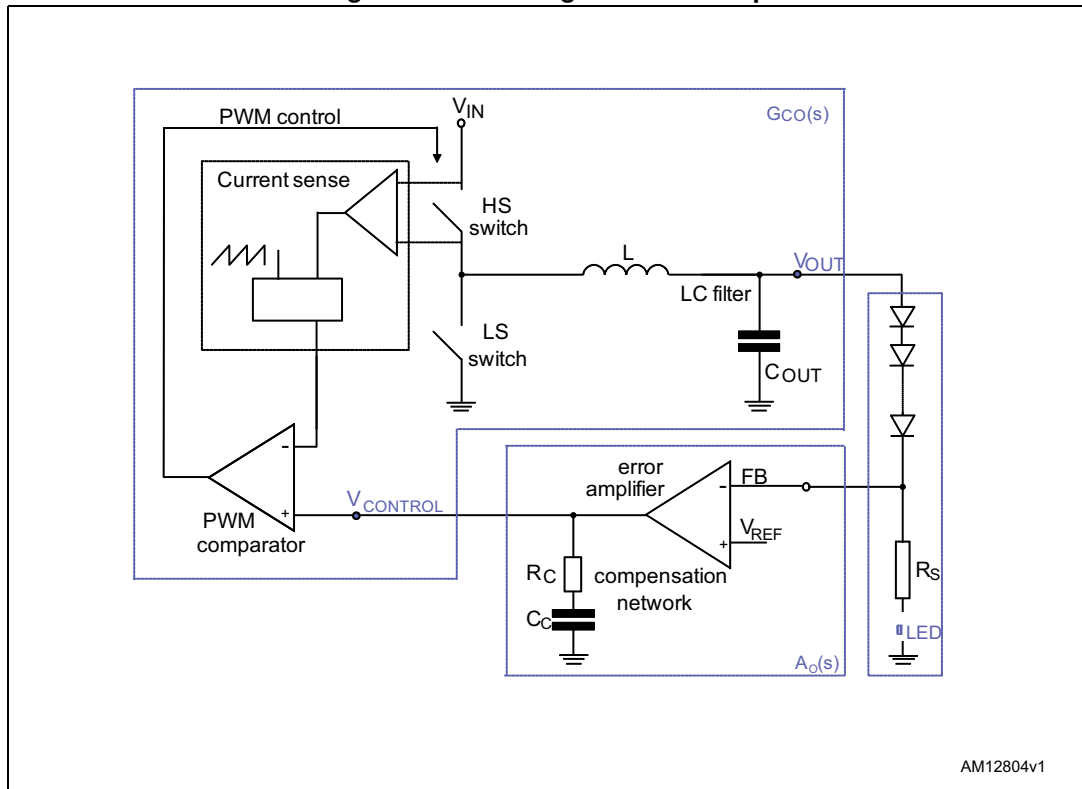 VIN
GCO(s)
PWM control
Current sense
HS
switch
L
VOUT
LC filter
LS
switch
COUT
error
amplifier
FB
VCONTROL
VREF
PWM
comparator
+
-
-
+
RC
compensation
network
RS
CC
LED
AO(s)
AM12804v1